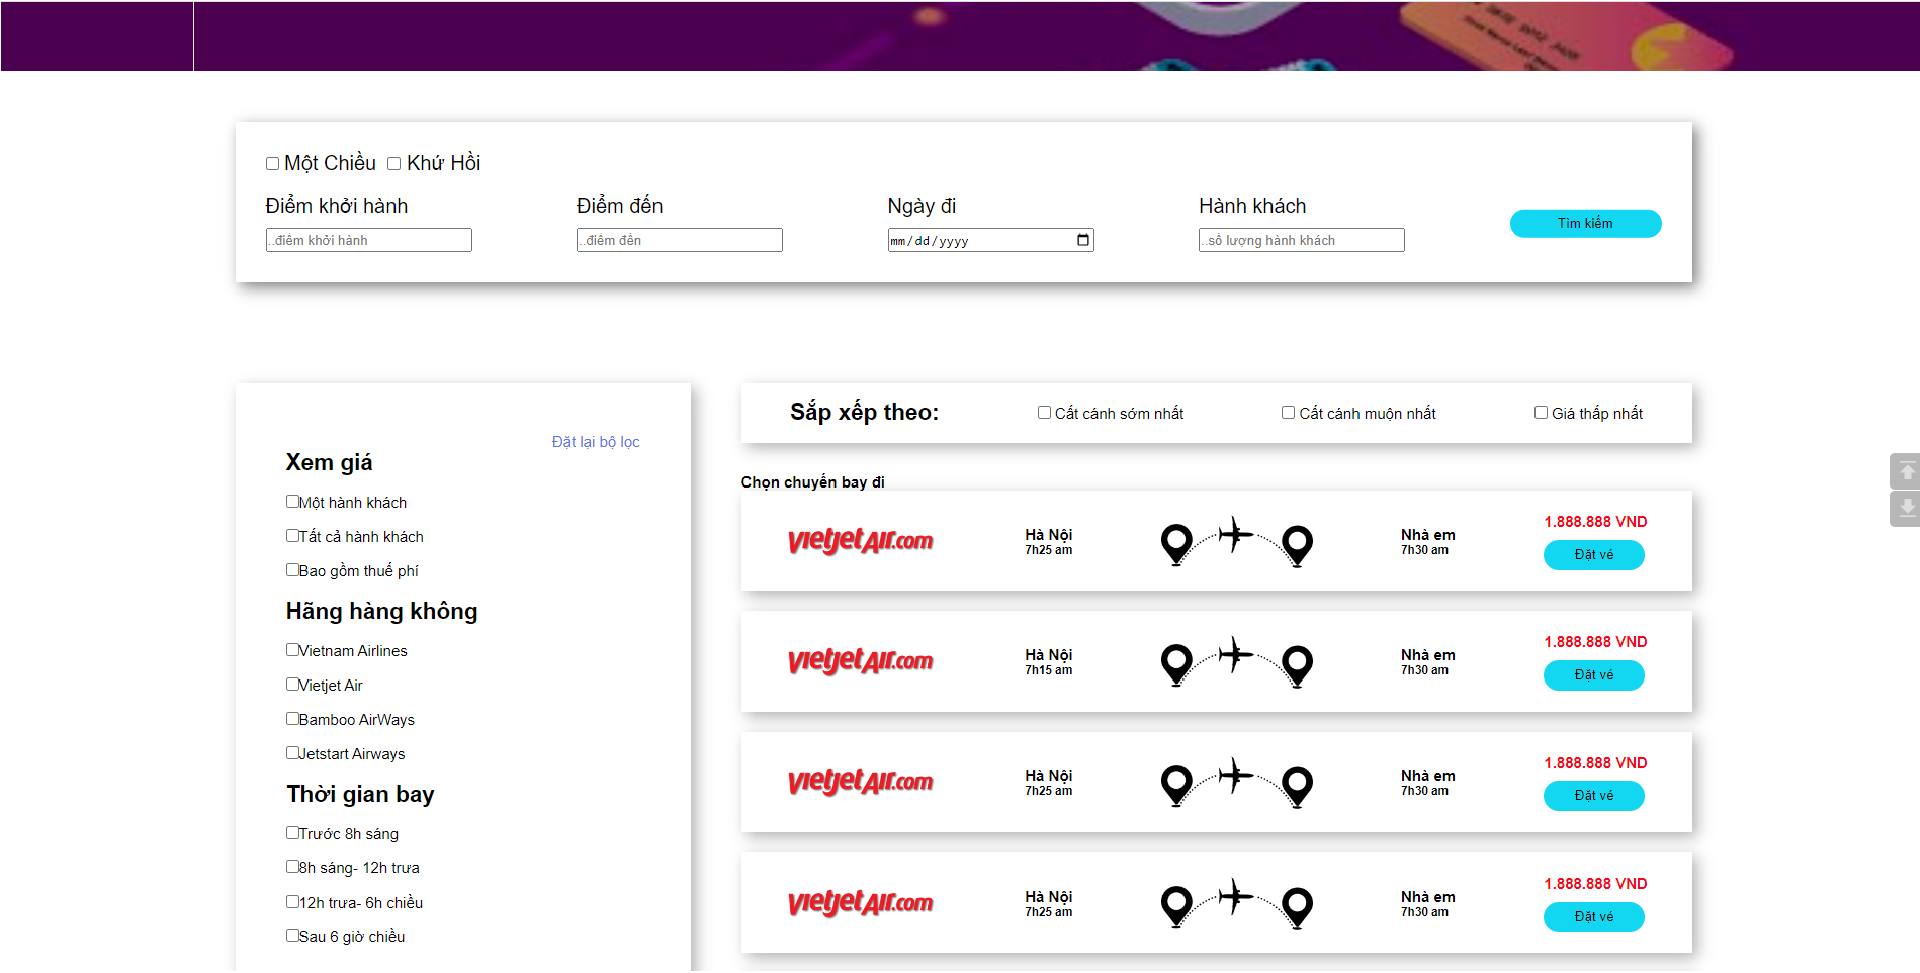 Một Chiều Khứ Hồi
Điểm khởi hành
Điểm đến
Ngày đi
Hành khách
..điểm khởi hành
..điểm đến
mm/dd/yyyy
..số lượng hành khách
Tìm kiếm
Đặt lại bộ lọc
Xem giá
Một hành khách
Tất cả hành khách
Bao gồm thuế phí
Hãng hàng không
Vietnam Airlines
Vietjet Air
Bamboo AirWays
Jetstart Airways
Thời gian bay
Trước 8h sáng
8h sáng- 12h trưa
12h trưa- 6h chiều
Sau 6 giờ chiều
Sắp xếp theo:
Cất cánh sớm nhất
Cất cánh muộn nhất
Giá thấp nhất
Chọn chuyến bay đi
vietjetAir.com
Hà Nội
7h25 am
Nhà em
7h30 am
1.888.888 VND
Đặt vé
vietjetAir.com
Hà Nội
7h15 am
Nhà em
7h30 am
1.888.888 VND
Đặt vé
vietjetAir.com
Hà Nội
7h25 am
Nhà em
7h30 am
1.888.888 VND
Đặt vé
vietjetAir.com
Hà Nội
7h25 am
Nhà em
7h30 am
1.888.888 VND
Đặt vé